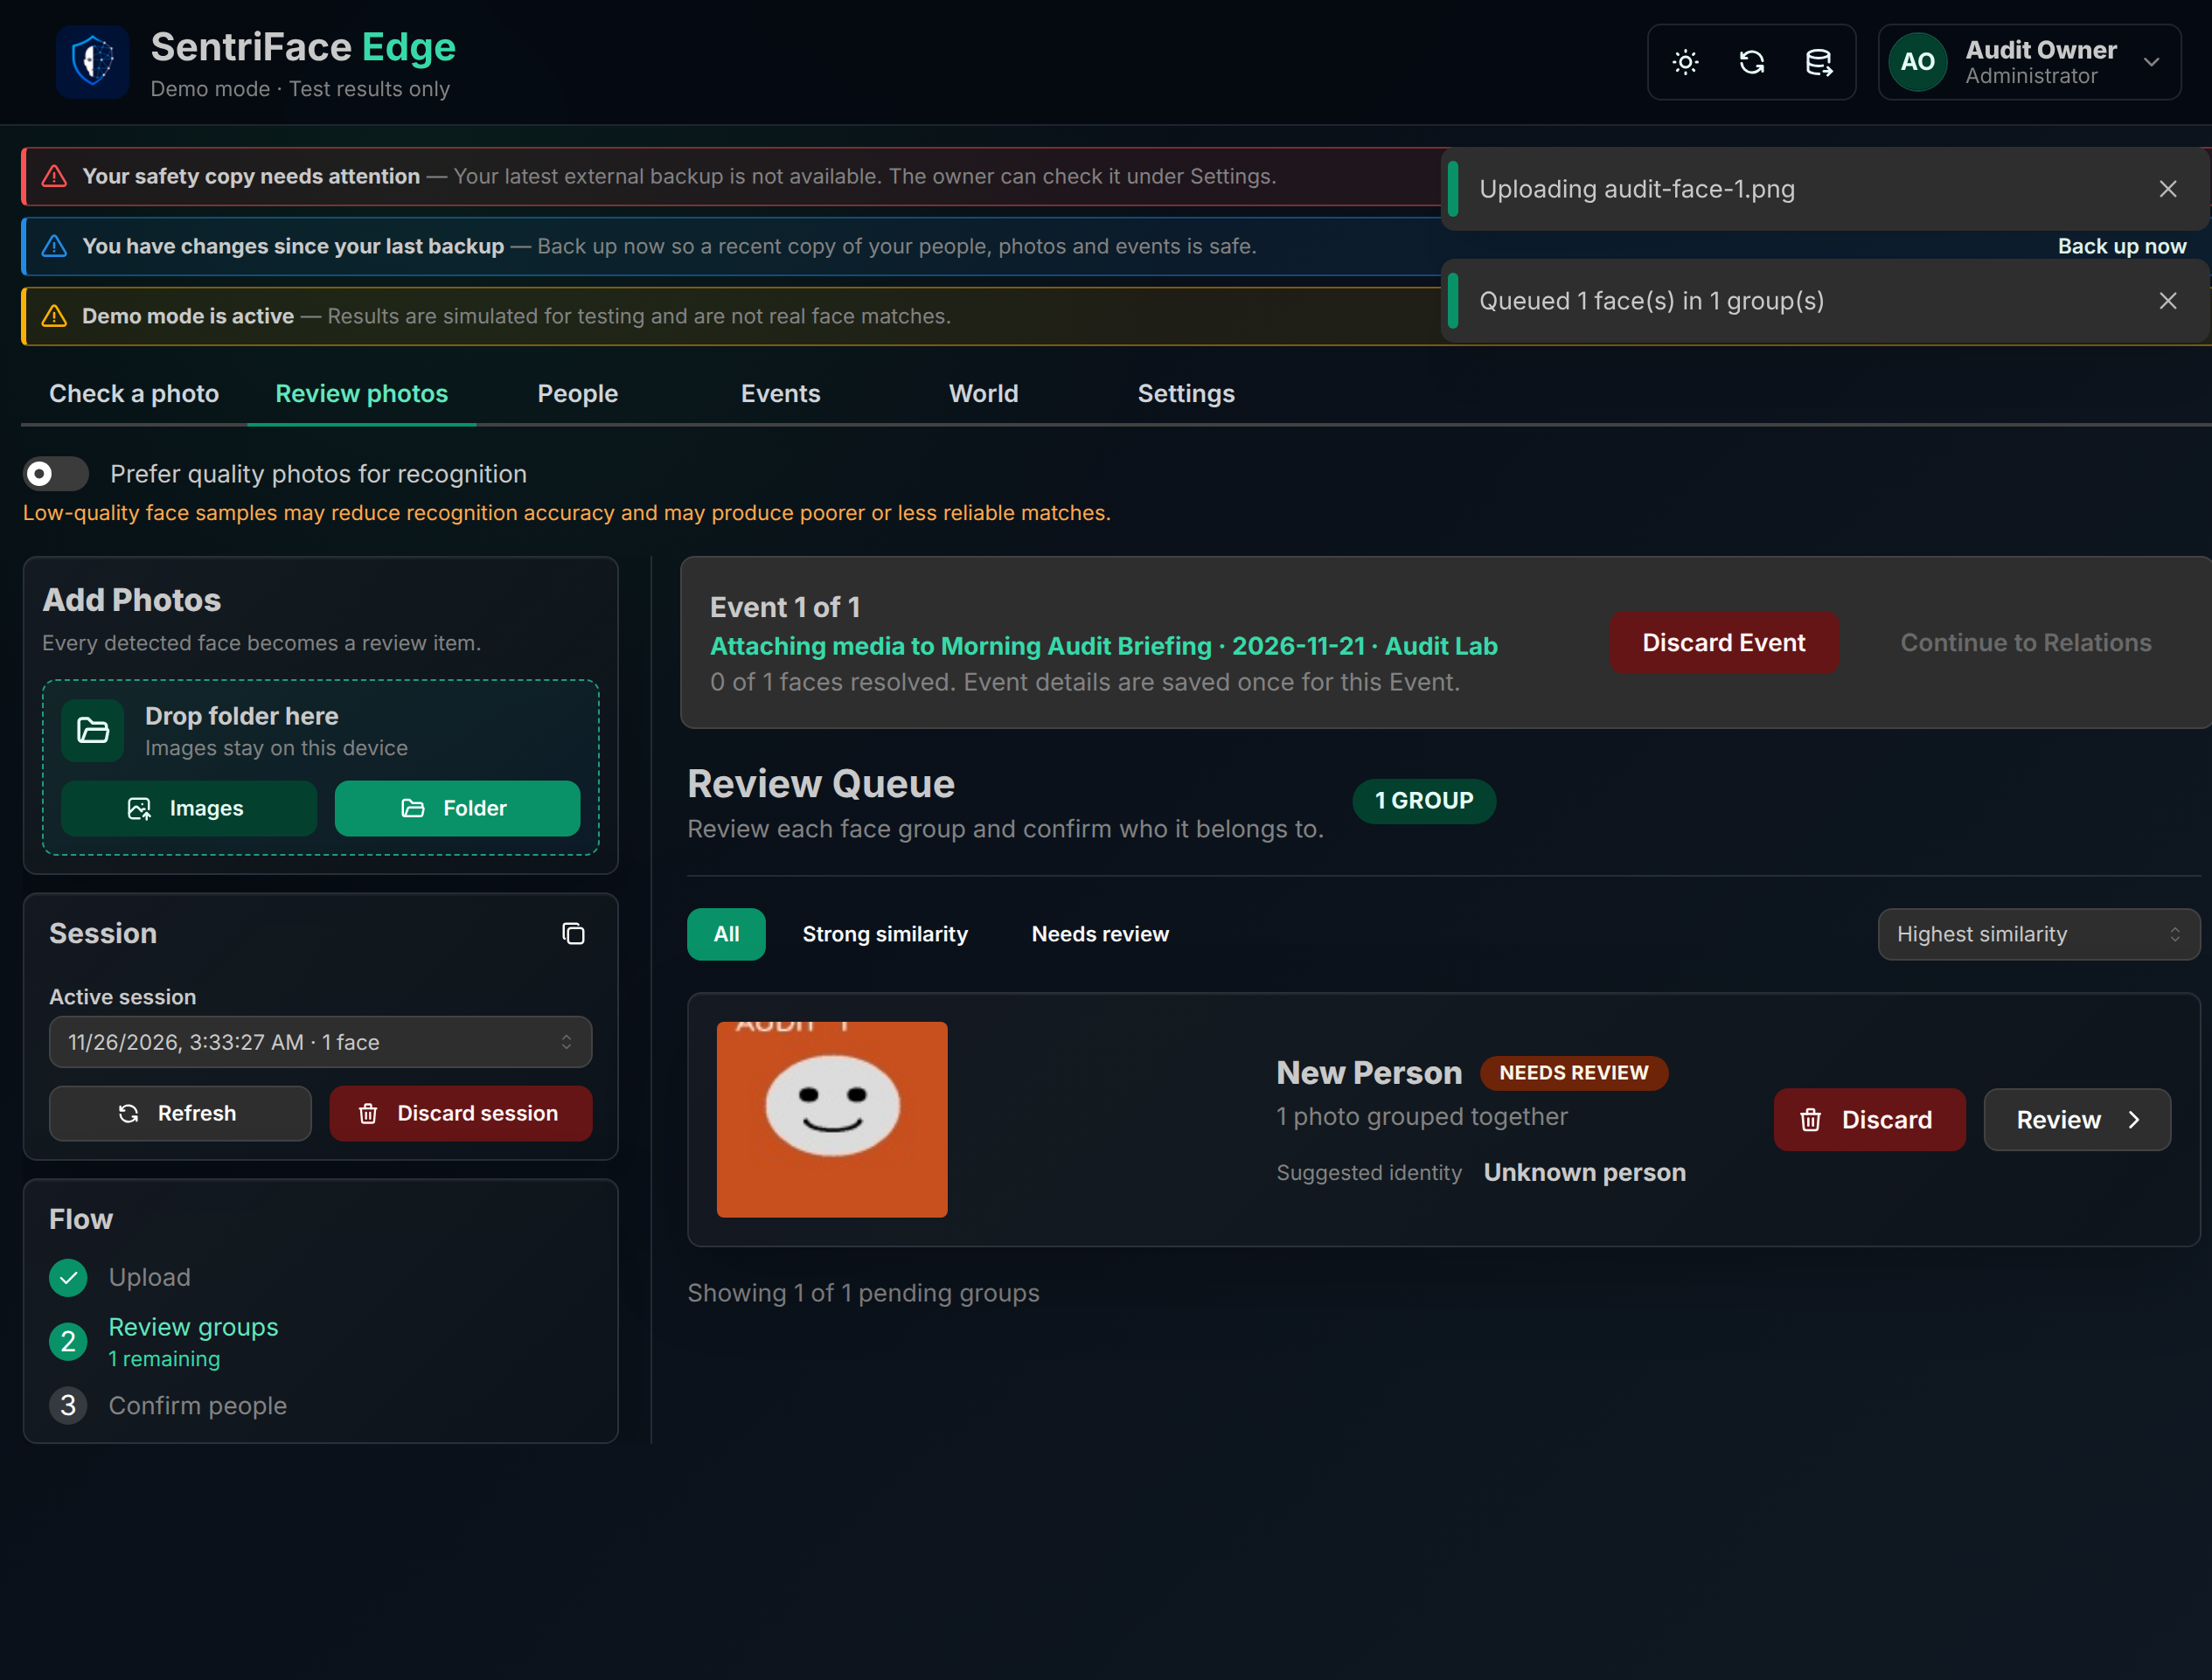 SentriFace Edge
Demo mode · Test results only
AO
Audit Owner
Administrator
Your safety copy needs attention — Your latest external backup is not available. The owner can check it under Settings.
Uploading audit-face-1.png
You have changes since your last backup — Back up now so a recent copy of your people, photos and events is safe.
Back up now
Demo mode is active — Results are simulated for testing and are not real face matches.
Queued 1 face(s) in 1 group(s)
Check a photo
Review photos
People
Events
World
Settings
Prefer quality photos for recognition
Low-quality face samples may reduce recognition accuracy and may produce poorer or less reliable matches.
Add Photos
Every detected face becomes a review item.
Drop folder here
Images stay on this device
Images
Folder
Session
Active session
11/26/2026, 3:33:27 AM · 1 face
Refresh
Discard session
Flow
Upload
2
Review groups
1 remaining
3
Confirm people
Event 1 of 1
Attaching media to Morning Audit Briefing · 2026-11-21 · Audit Lab
0 of 1 faces resolved. Event details are saved once for this Event.
Discard Event
Continue to Relations
Review Queue
Review each face group and confirm who it belongs to.
1 GROUP
All
Strong similarity
Needs review
Highest similarity
AUDIT 1
New Person
NEEDS REVIEW
1 photo grouped together
Suggested identity Unknown person
Discard
Review
Showing 1 of 1 pending groups